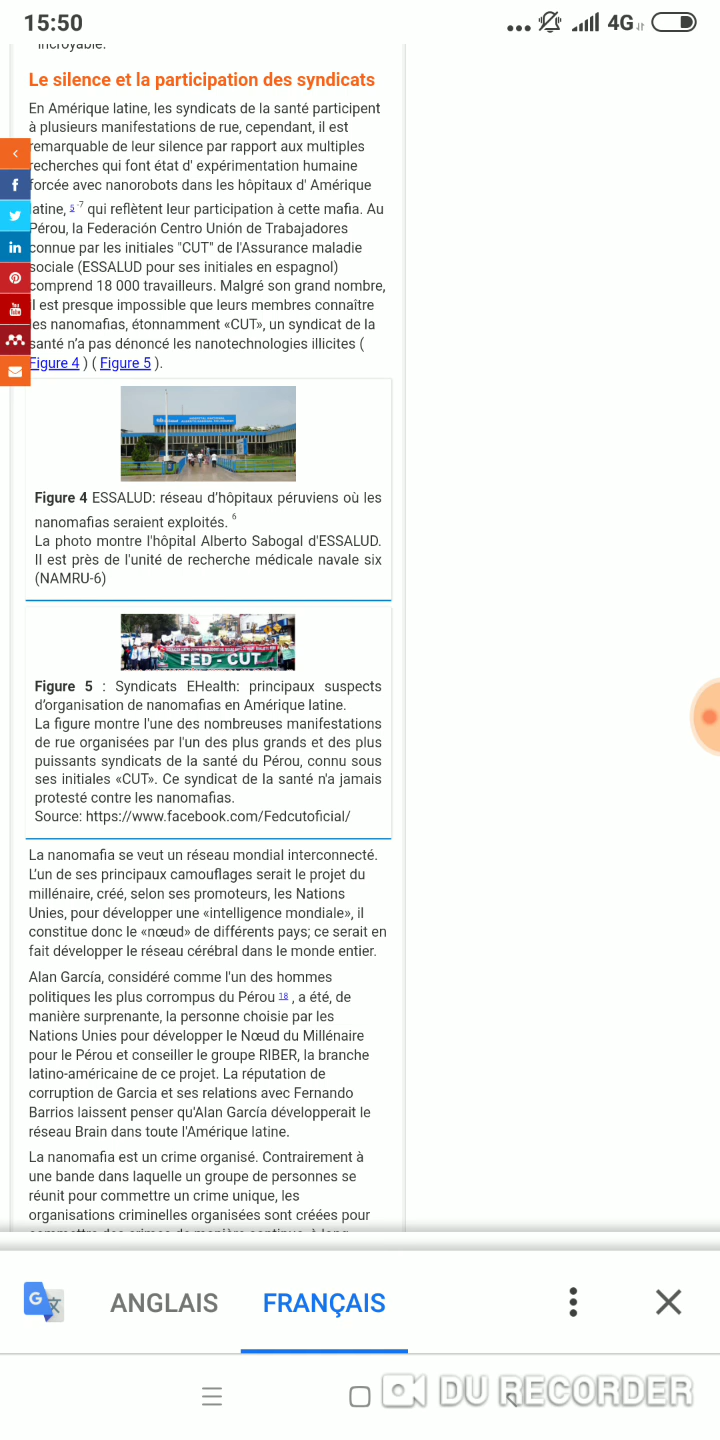 15:50
4G
incroyable.
Le silence et la participation des syndicats
En Amérique latine, les syndicats de la santé participent
à plusieurs manifestations de rue, cependant, il est
remarquable de leur silence par rapport aux multiples
recherches qui font état d' expérimentation humaine
forcée avec nanorobots dans les hôpitaux d' Amérique
latine, 5 -7 qui reflètent leur participation à cette mafia. Au
Pérou, la Federación Centro Unión de Trabajadores
connue par les initiales "CUT" de l'Assurance maladie
sociale (ESSALUD pour ses initiales en espagnol)
comprend 18 000 travailleurs. Malgré son grand nombre,
il est presque impossible que leurs membres connaître
les nanomafias, étonnamment «CUT», un syndicat de la
santé n'a pas dénoncé les nanotechnologies illicites (
Figure 4 ) ( Figure 5 ).
Figure 4 ESSALUD: réseau d'hôpitaux péruviens où les
nanomafias seraient exploités. 6
La photo montre l'hôpital Alberto Sabogal d'ESSALUD.
Il est près de l'unité de recherche médicale navale six
(NAMRU-6)
FED - CUT
Figure 5 : Syndicats EHealth: principaux suspects
d'organisation de nanomafias en Amérique latine.
La figure montre l'une des nombreuses manifestations
de rue organisées par l'un des plus grands et des plus
puissants syndicats de la santé du Pérou, connu sous
ses initiales «CUT». Ce syndicat de la santé n'a jamais
protesté contre les nanomafias.
Source: https://www.facebook.com/Fedcutoficial/
La nanomafia se veut un réseau mondial interconnecté.
L'un de ses principaux camouflages serait le projet du
millénaire, créé, selon ses promoteurs, les Nations
Unies, pour développer une «intelligence mondiale», il
constitue donc le «nœud» de différents pays; ce serait en
fait développer le réseau cérébral dans le monde entier.
Alan García, considéré comme l'un des hommes
politiques les plus corrompus du Pérou 18 , a été, de
manière surprenante, la personne choisie par les
Nations Unies pour développer le Nœud du Millénaire
pour le Pérou et conseiller le groupe RIBER, la branche
latino-américaine de ce projet. La réputation de
corruption de Garcia et ses relations avec Fernando
Barrios laissent penser qu'Alan García développerait le
réseau Brain dans toute l'Amérique latine.
La nanomafia est un crime organisé. Contrairement à
une bande dans laquelle un groupe de personnes se
réunit pour commettre un crime unique, les
organisations criminelles organisées sont créées pour
commettre des crimes de manière continue, à long
ANGLAIS FRANÇAIS
DU RECORDER